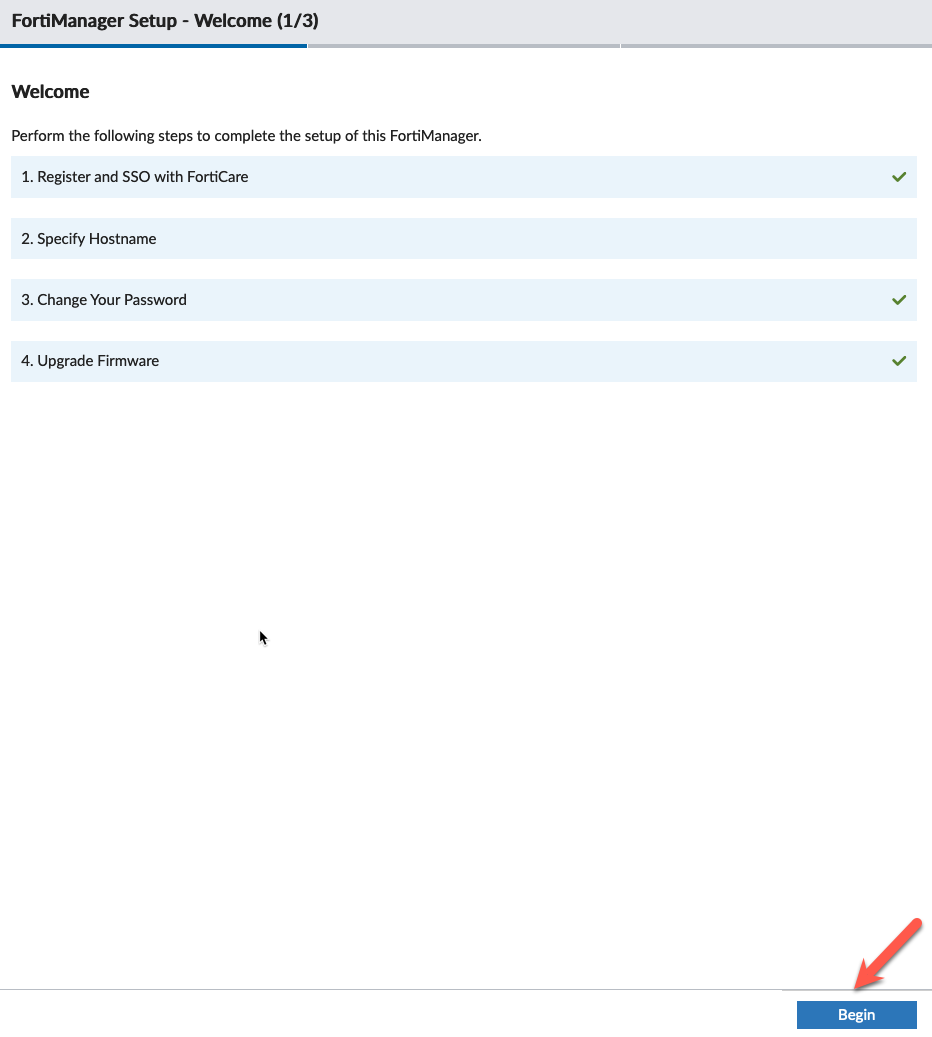 FortiManager Setup - Welcome (1/3)
Welcome
Perform the following steps to complete the setup of this FortiManager.
1. Register and SSO with FortiCare
2. Specify Hostname
3. Change Your Password
4. Upgrade Firmware
Begin